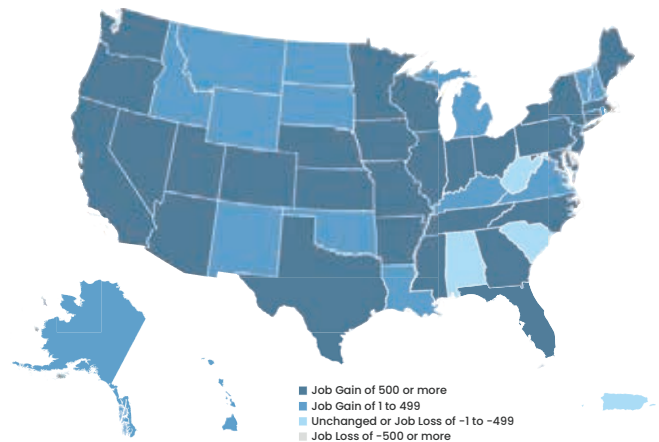 Job Gain of 500 or more
Job Gain of 1 to 499
Unchanged or Job Loss of -1 to -499
Job Loss of -500 or more